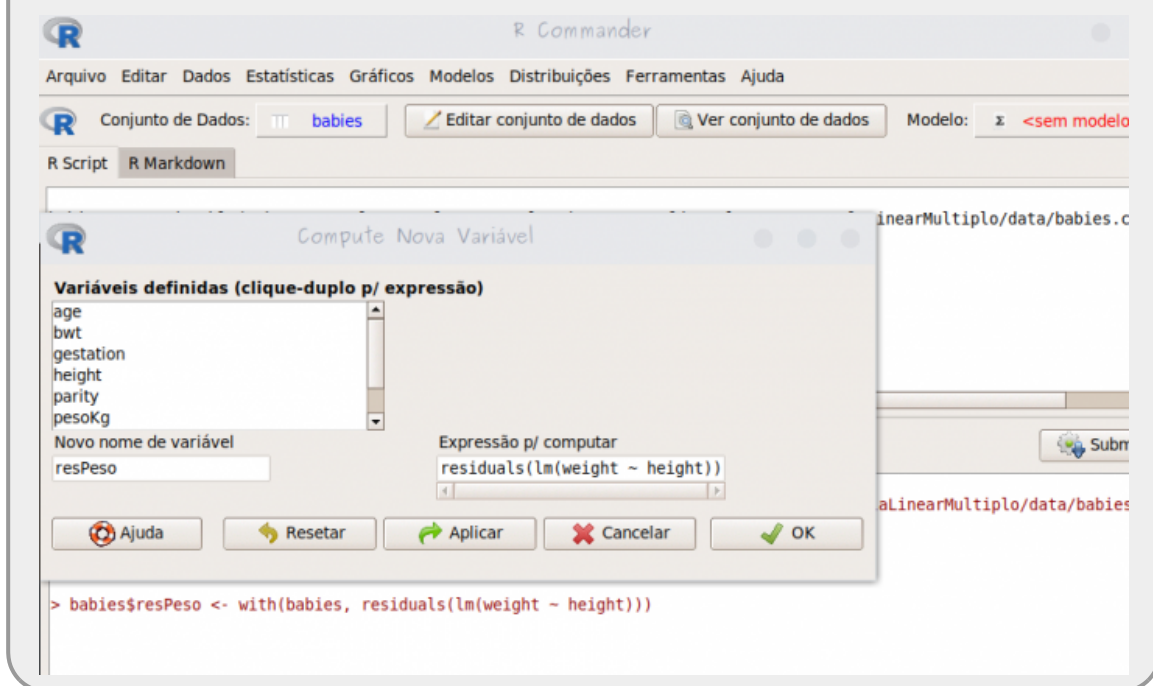 R Commander
Arquivo Editar Dados Estatísticas Gráficos Modelos Distribuições Ferramentas Ajuda
R Conjunto de Dados: babies Editar conjunto de dados Ver conjunto de dados Modelo: Σ <sem modelo
R Script R Markdown
inearMultiplo/data/babies.c
R Compute Nova Variável
Variáveis definidas (clique-duplo p/ expressão)
age
bwt
gestation
height
parity
pesoKg
Novo nome de variável Expressão p/ computar
Subm
resPeso residuals(lm(weight ~ height))
aLinearMultiplo/data/babies
Ajuda Resetar Aplicar Cancelar OK
> babies$resPeso <- with(babies, residuals(lm(weight ~ height)))